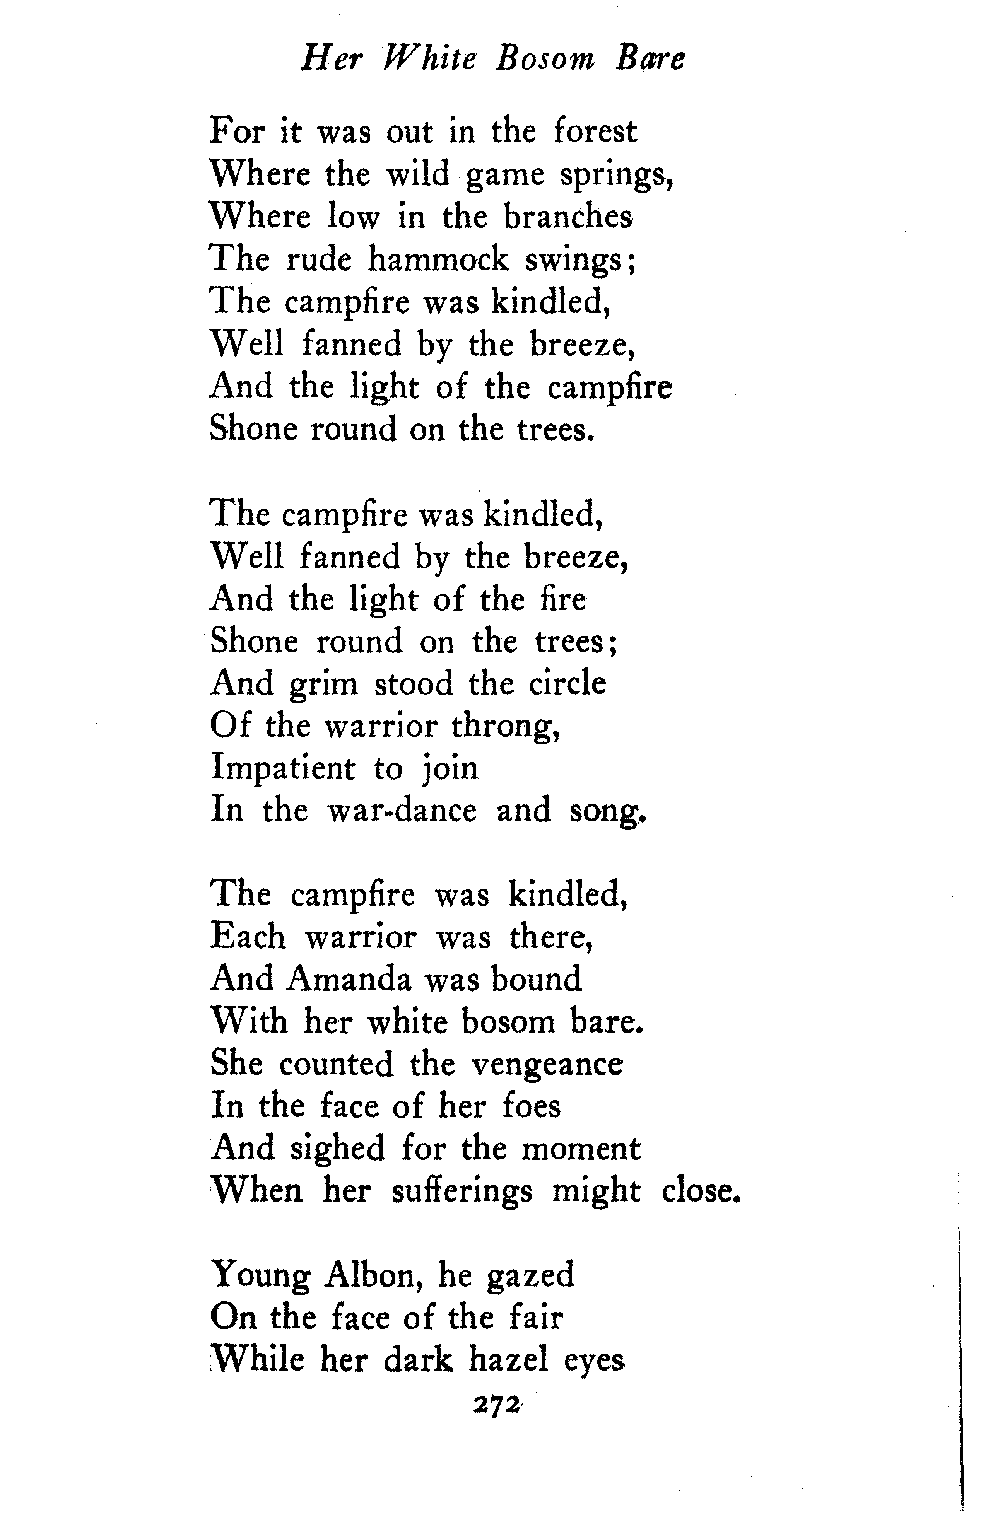 Her White Bosom Bare
For it was out in the forest
Where the wild game springs,
Where low in the branches
The rude hammock swings;
The campfire was kindled,
Well fanned by the breeze,
And the light of the campfire
Shone round on the trees.
The campfire was kindled,
Well fanned by the breeze,
And the light of the fire
Shone round on the trees;
And grim stood the circle
Of the warrior throng,
Impatient to join
In the war-dance and song.
The campfire was kindled,
Each warrior was there,
And Amanda was bound
With her white bosom bare.
She counted the vengeance
In the face of her foes
And sighed for the moment
When her sufferings might close.
Young Albon, he gazed
On the face of the fair
While her dark hazel eyes
272